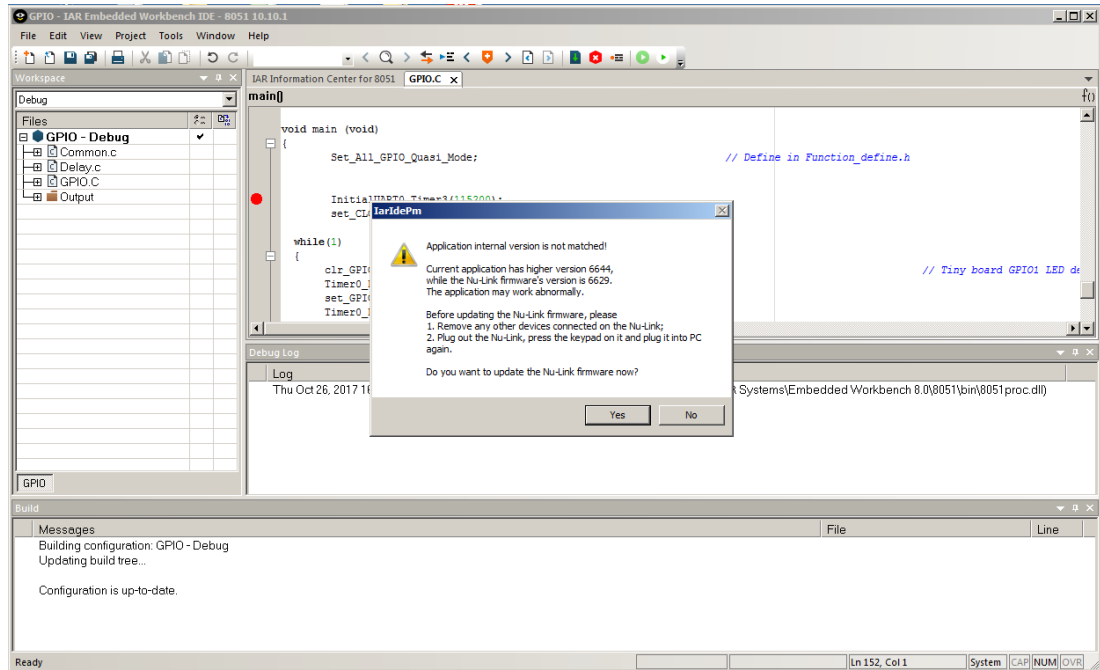 GPIO - IAR Embedded Workbench IDE - 8051 10.10.1
File Edit View Project Tools Window Help
Workspace
IAR Information Center for 8051 GPIO.C x
Debug
main()
f()
Files
GPIO - Debug
Common.c
Delay.c
GPIO.C
Output
void main (void)
{
Set_All_GPIO_Quasi_Mode; // Define in Function_define.h
InitialUART0_Timer3(115200);
while(1)
{
// Tiny board GPIO1 LED
IarIdePm
Application internal version is not matched!
Current application has higher version 6644,
while the Nu-Link firmware's version is 6629.
The application may work abnormally.
Before updating the Nu-Link firmware, please
1. Remove any other devices connected on the Nu-Link;
2. Plug out the Nu-Link, press the keypad on it and plug it into PC
again.
Do you want to update the Nu-Link firmware now?
Yes No
Debug Log
Log
Thu Oct 26, 2017 Systems\Embedded Workbench 8.0\8051\bin\8051proc.dll)
GPIO
Build
Messages File Line
Building configuration: GPIO - Debug
Updating build tree...
Configuration is up-to-date.
Ready Ln 152, Col 1 System CAP NUM OVR